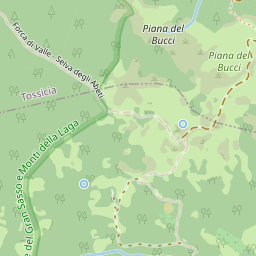 Piana del
Bucci
Piana del
Bucci
Forca di Valle - Selva degli Abeti
Tossicia
e del Gran Sasso e Monti della Laga